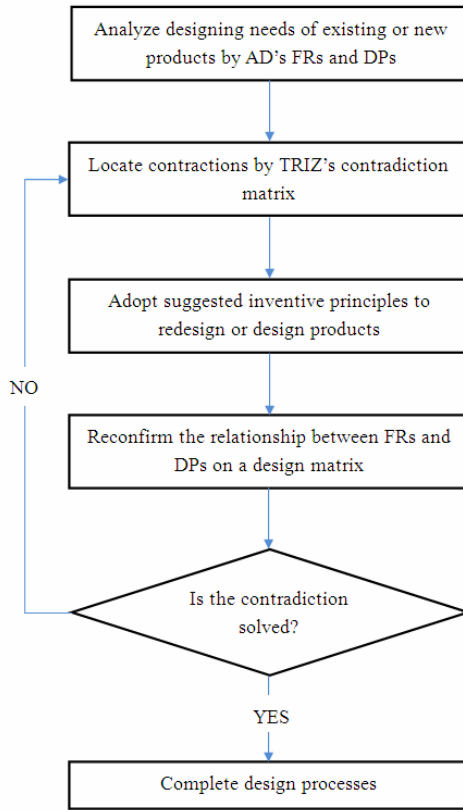 Analyze designing needs of existing or new
products by AD's FRs and DPs
Locate contractions by TRIZ's contradiction
matrix
Adopt suggested inventive principles to
redesign or design products
NO
Reconfirm the relationship between FRs and
DPs on a design matrix
Is the contradiction
solved?
YES
Complete design processes